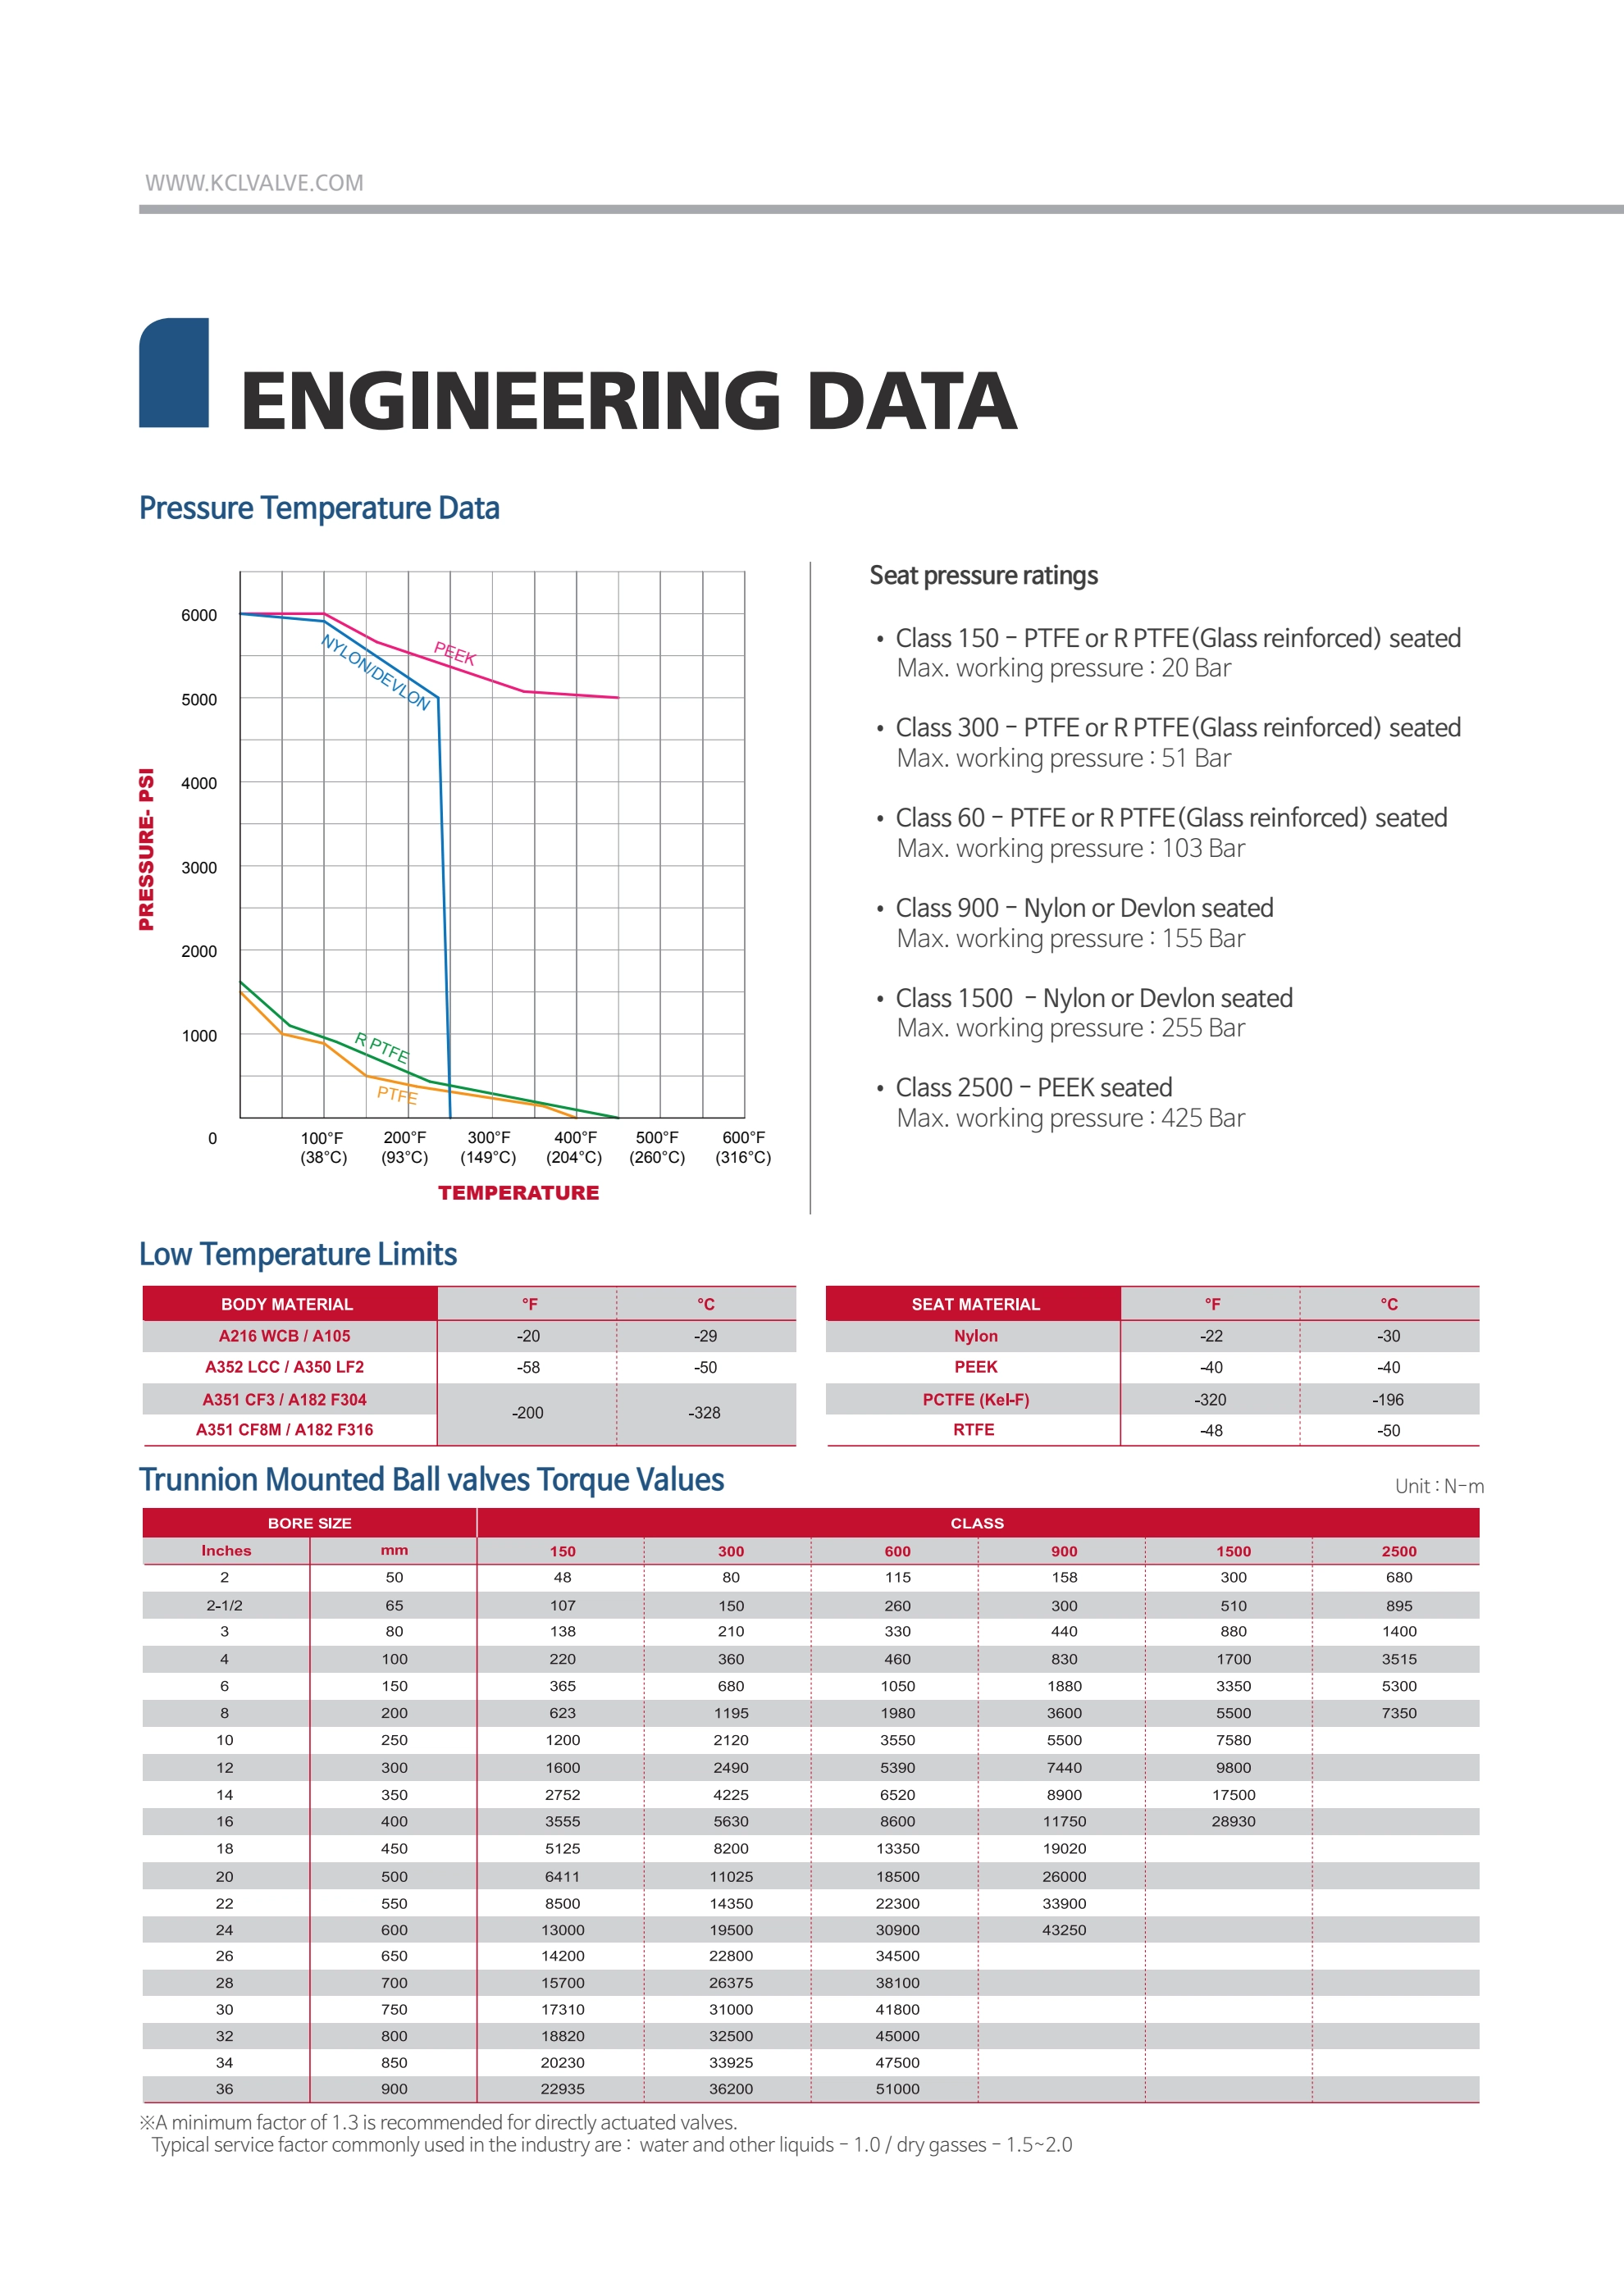 WWW.KCLVALVE.COM
ENGINEERING DATA
Pressure Temperature Data
PRESSURE- PSI
6000
5000
4000
3000
2000
1000
0
PEEK
NYLON/DEVLON
R PTFE
PTFE
100°F 200°F 300°F 400°F 500°F 600°F
(38°C) (93°C) (149°C) (204°C) (260°C) (316°C)
TEMPERATURE
Seat pressure ratings
• Class 150 – PTFE or R PTFE(Glass reinforced) seated
Max. working pressure : 20 Bar
• Class 300 – PTFE or R PTFE(Glass reinforced) seated
Max. working pressure : 51 Bar
• Class 60 – PTFE or R PTFE(Glass reinforced) seated
Max. working pressure : 103 Bar
• Class 900 – Nylon or Devlon seated
Max. working pressure : 155 Bar
• Class 1500 – Nylon or Devlon seated
Max. working pressure : 255 Bar
• Class 2500 – PEEK seated
Max. working pressure : 425 Bar
Low Temperature Limits
BODY MATERIAL °F °C
A216 WCB / A105 -20 -29
A352 LCC / A350 LF2 -58 -50
A351 CF3 / A182 F304
-200 -328
A351 CF8M / A182 F316
SEAT MATERIAL °F °C
Nylon -22 -30
PEEK -40 -40
PCTFE (Kel-F) -320 -196
RTFE -48 -50
Trunnion Mounted Ball valves Torque Values
Unit : N-m
BORE SIZE CLASS
Inches mm 150 300 600 900 1500 2500
2 50 48 80 115 158 300 680
2-1/2 65 107 150 260 300 510 895
3 80 138 210 330 440 880 1400
4 100 220 360 460 830 1700 3515
6 150 365 680 1050 1880 3350 5300
8 200 623 1195 1980 3600 5500 7350
10 250 1200 2120 3550 5500 7580
12 300 1600 2490 5390 7440 9800
14 350 2752 4225 6520 8900 17500
16 400 3555 5630 8600 11750 28930
18 450 5125 8200 13350 19020
20 500 6411 11025 18500 26000
22 550 8500 14350 22300 33900
24 600 13000 19500 30900 43250
26 650 14200 22800 34500
28 700 15700 26375 38100
30 750 17310 31000 41800
32 800 18820 32500 45000
34 850 20230 33925 47500
36 900 22935 36200 51000
※A minimum factor of 1.3 is recommended for directly actuated valves.
Typical service factor commonly used in the industry are : water and other liquids – 1.0 / dry gasses – 1.5~2.0